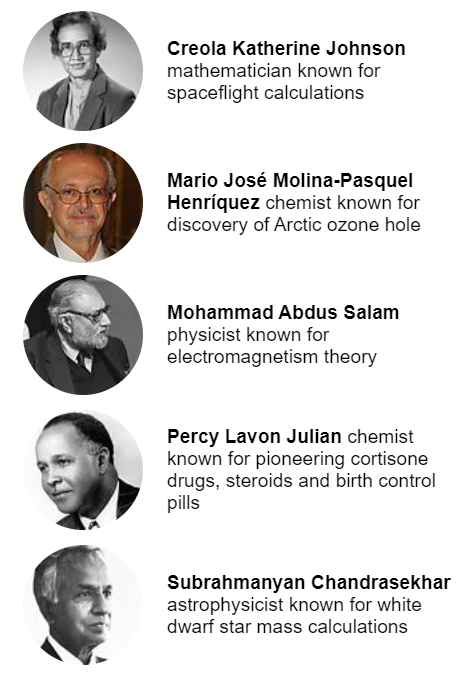 Creola Katherine Johnson
mathematician known for
spaceflight calculations
Mario José Molina-Pasquel
Henríquez chemist known for
discovery of Arctic ozone hole
Mohammad Abdus Salam
physicist known for
electromagnetism theory
Percy Lavon Julian chemist
known for pioneering cortisone
drugs, steroids and birth control
pills
Subrahmanyan Chandrasekhar
astrophysicist known for white
dwarf star mass calculations